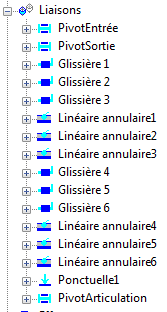 Liaisons
PivotEntrée
PivotSortie
Glissière 1
Glissière 2
Glissière 3
Linéaire annulaire1
Linéaire annulaire2
Linéaire annulaire3
Glissière 4
Glissière 5
Glissière 6
Linéaire annulaire4
Linéaire annulaire5
Linéaire annulaire6
Ponctuelle1
PivotArticulation